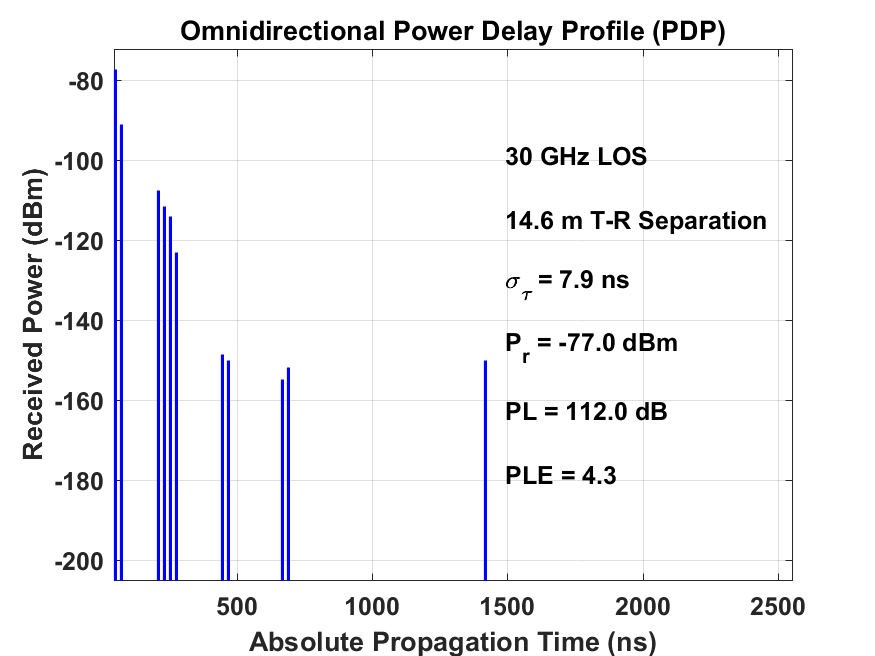 Omnidirectional Power Delay Profile (PDP)
Received Power (dBm)
-80
-100
-120
-140
-160
-180
-200
30 GHz LOS
14.6 m T-R Separation
σ_τ = 7.9 ns
P_r = -77.0 dBm
PL = 112.0 dB
PLE = 4.3
500 1000 1500 2000 2500
Absolute Propagation Time (ns)